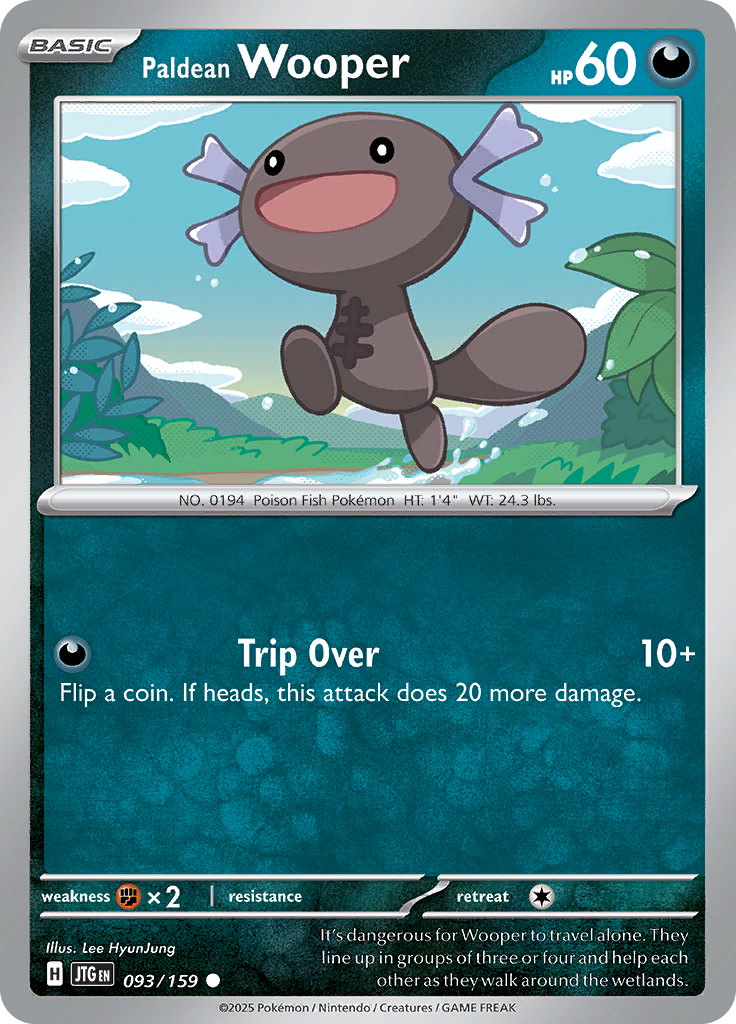 BASIC
Paldean Wooper HP 60
NO. 0194 Poison Fish Pokémon HT: 1'4" WT: 24.3 lbs.
Trip Over 10+
Flip a coin. If heads, this attack does 20 more damage.
weakness ×2 resistance retreat
Illus. Lee HyunJung
H JTG EN 093/159
It's dangerous for Wooper to travel alone. They
line up in groups of three or four and help each
other as they walk around the wetlands.
©2025 Pokémon / Nintendo / Creatures / GAME FREAK